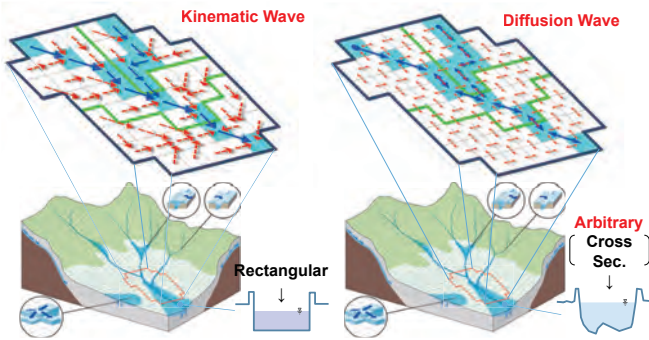 Kinematic Wave
Diffusion Wave
Rectangular
Arbitrary
Cross
Sec.